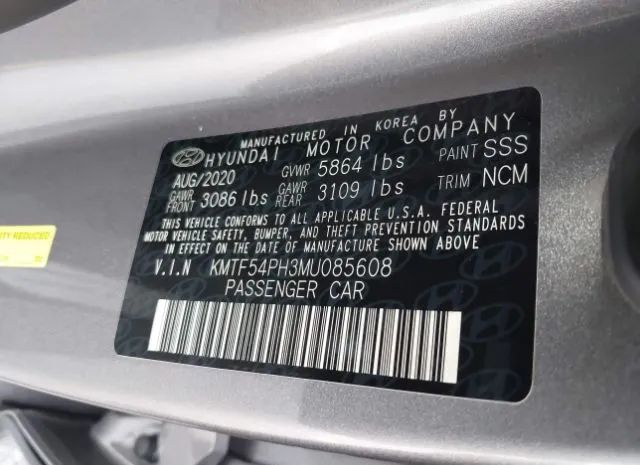 MANUFACTURED IN KOREA BY
HYUNDAI MOTOR COMPANY
AUG/2020 GVWR 5864 lbs PAINT SSS
GAWR FRONT 3086 lbs GAWR REAR 3109 lbs TRIM NCM
THIS VEHICLE CONFORMS TO ALL APPLICABLE U.S.A. FEDERAL
MOTOR VEHICLE SAFETY, BUMPER, AND THEFT PREVENTION STANDARDS
IN EFFECT ON THE DATE OF MANUFACTURE SHOWN ABOVE.
V.I.N KMTF54PH3MU085608
PASSENGER CAR
REDUCED